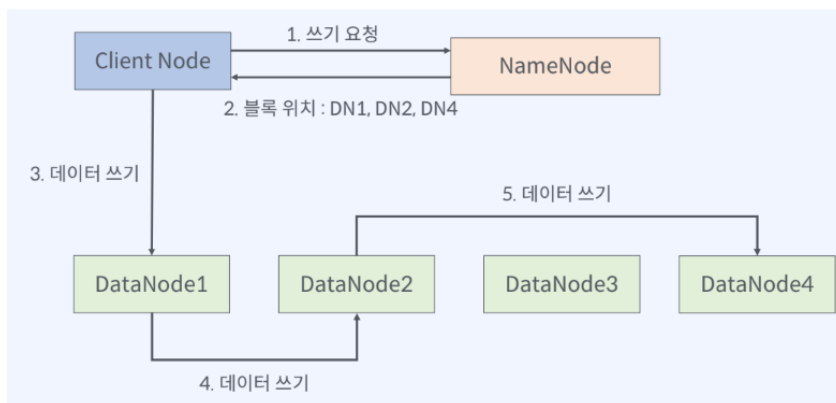 1. 쓰기 요청
Client Node
NameNode
2. 블록 위치 : DN1, DN2, DN4
3. 데이터 쓰기
5. 데이터 쓰기
DataNode1
DataNode2
DataNode3
DataNode4
4. 데이터 쓰기